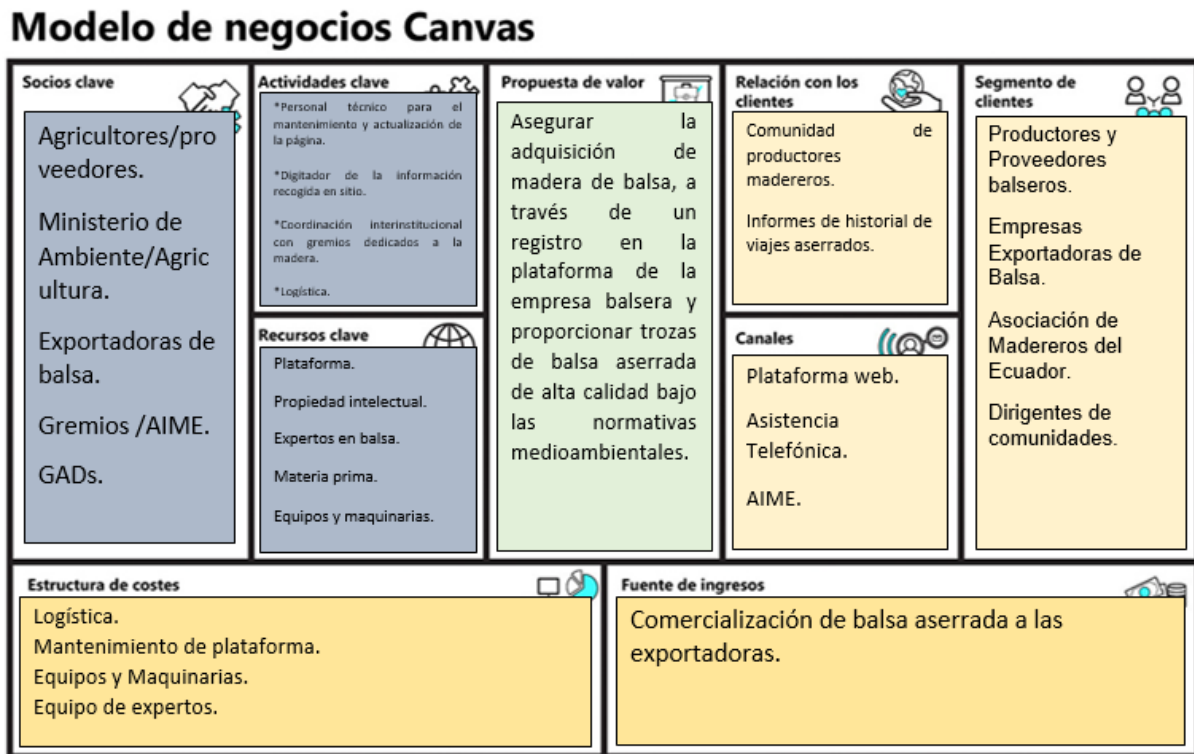 Modelo de negocios Canvas
Socios clave
Agricultores/pro
veedores.
Ministerio de
Ambiente/Agric
ultura.
Exportadoras de
balsa.
Gremios /AIME.
GADs.
Actividades clave
*Personal técnico para el
mantenimiento y actualización de
la página.
*Digitador de la información
recogida en sitio.
*Coordinación interinstitucional
con gremios dedicados a la
madera.
*Logística.
Recursos clave
Plataforma.
Propiedad intelectual.
Expertos en balsa.
Materia prima.
Equipos y maquinarias.
Propuesta de valor
Asegurar la
adquisición de
madera de balsa, a
través de un
registro en la
plataforma de la
empresa balsera y
proporcionar trozas
de balsa aserrada
de alta calidad bajo
las normativas
medioambientales.
Relación con los
clientes
Comunidad de
productores
madereros.
Informes de historial de
viajes aserrados.
Canales
Plataforma web.
Asistencia
Telefónica.
AIME.
Segmento de
clientes
Productores y
Proveedores
balseros.
Empresas
Exportadoras de
Balsa.
Asociación de
Madereros del
Ecuador.
Dirigentes de
comunidades.
Estructura de costes
Logística.
Mantenimiento de plataforma.
Equipos y Maquinarias.
Equipo de expertos.
Fuente de ingresos
Comercialización de balsa aserrada a las
exportadoras.